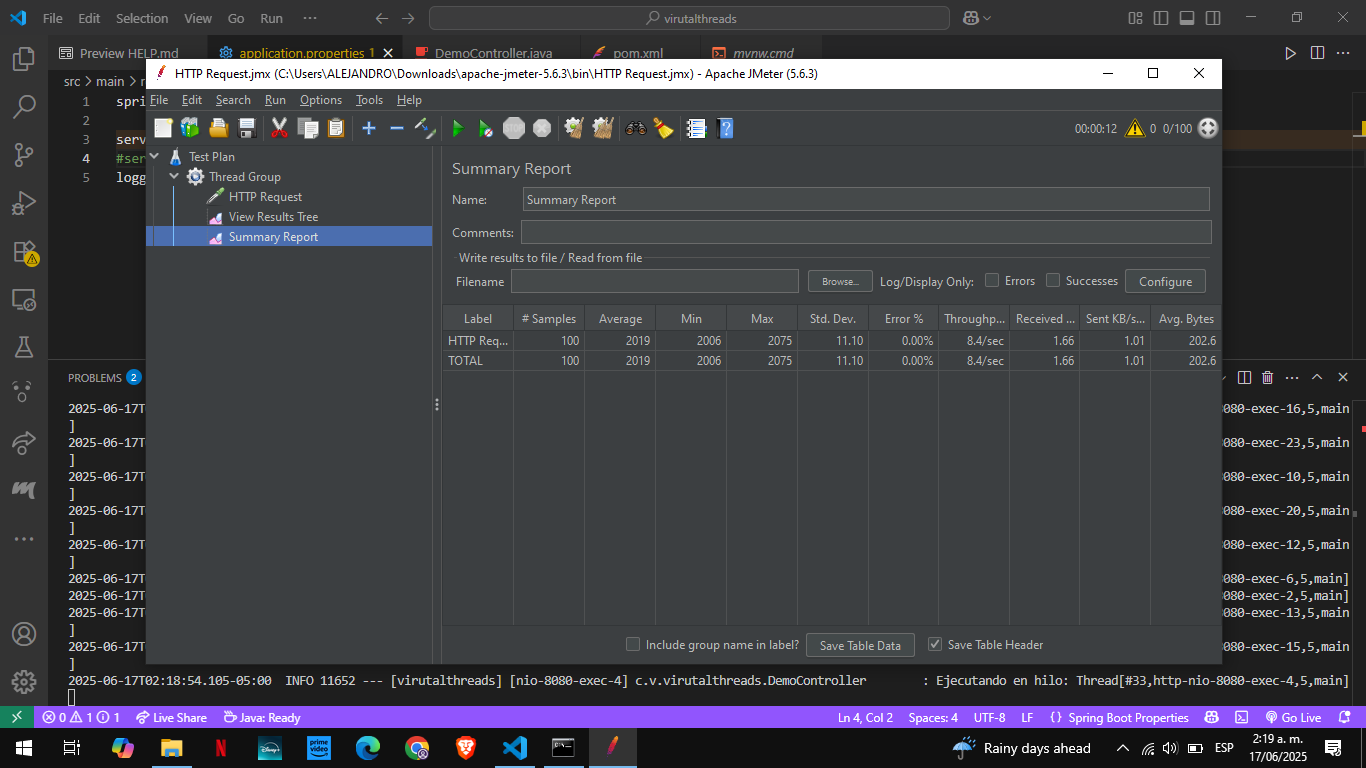 File Edit Selection View Go Run ··· virutalthreads
Preview HELP.md application.properties 1 DemoController.java pom.xml mvnw.cmd
src > main >
1 spri
2
3 serv
4 #ser
5 logg
HTTP Request.jmx (C:\Users\ALEJANDRO\Downloads\apache-jmeter-5.6.3\bin\HTTP Request.jmx) - Apache JMeter (5.6.3)
File Edit Search Run Options Tools Help
00:00:12 0 0/100
Test Plan
Thread Group
HTTP Request
View Results Tree
Summary Report
Summary Report
Name: Summary Report
Comments:
Write results to file / Read from file
Filename Browse... Log/Display Only: Errors Successes Configure
Label # Samples Average Min Max Std. Dev. Error % Throughp... Received ... Sent KB/s... Avg. Bytes
HTTP Req... 100 2019 2006 2075 11.10 0.00% 8.4/sec 1.66 1.01 202.6
TOTAL 100 2019 2006 2075 11.10 0.00% 8.4/sec 1.66 1.01 202.6
Include group name in label? Save Table Data Save Table Header
PROBLEMS 2
2025-06-17T 080-exec-16,5,main
]
2025-06-17T 080-exec-23,5,main
]
2025-06-17T 080-exec-10,5,main
]
2025-06-17T 080-exec-20,5,main
]
2025-06-17T 080-exec-12,5,main
]
2025-06-17T 080-exec-6,5,main]
2025-06-17T 080-exec-2,5,main]
2025-06-17T 080-exec-13,5,main
]
2025-06-17T 080-exec-15,5,main
]
2025-06-17T02:18:54.105-05:00 INFO 11652 --- [virutalthreads] [nio-8080-exec-4] c.v.virutalthreads.DemoController : Ejecutando en hilo: Thread[#33,http-nio-8080-exec-4,5,main]
0 1 1 Live Share Java: Ready Ln 4, Col 2 Spaces: 4 UTF-8 LF {} Spring Boot Properties Go Live
Rainy days ahead ESP 2:19 a. m.
17/06/2025